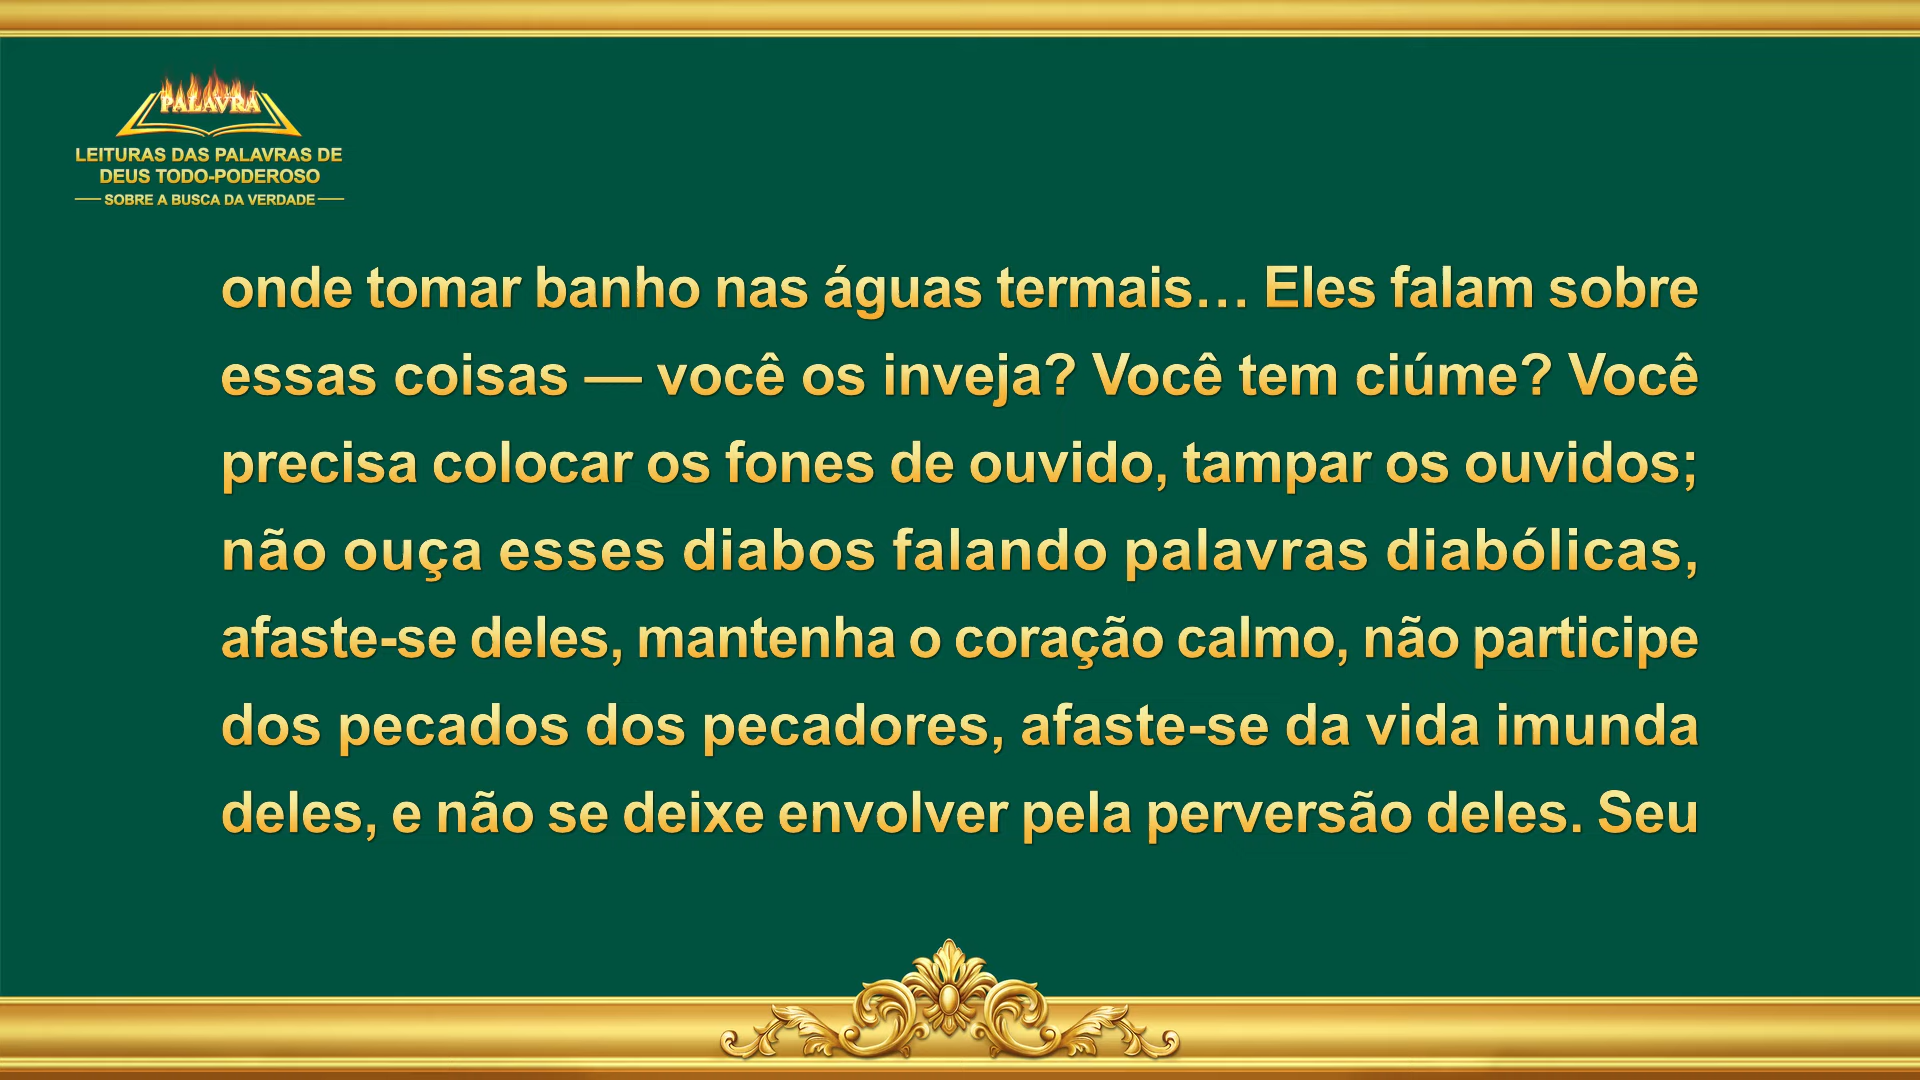 PALAVRA
LEITURAS DAS PALAVRAS DE
DEUS TODO-PODEROSO
SOBRE A BUSCA DA VERDADE
onde tomar banho nas águas termais… Eles falam sobre
essas coisas — você os inveja? Você tem ciúme? Você
precisa colocar os fones de ouvido, tampar os ouvidos;
não ouça esses diabos falando palavras diabólicas,
afaste-se deles, mantenha o coração calmo, não participe
dos pecados dos pecadores, afaste-se da vida imunda
deles, e não se deixe envolver pela perversão deles. Seu